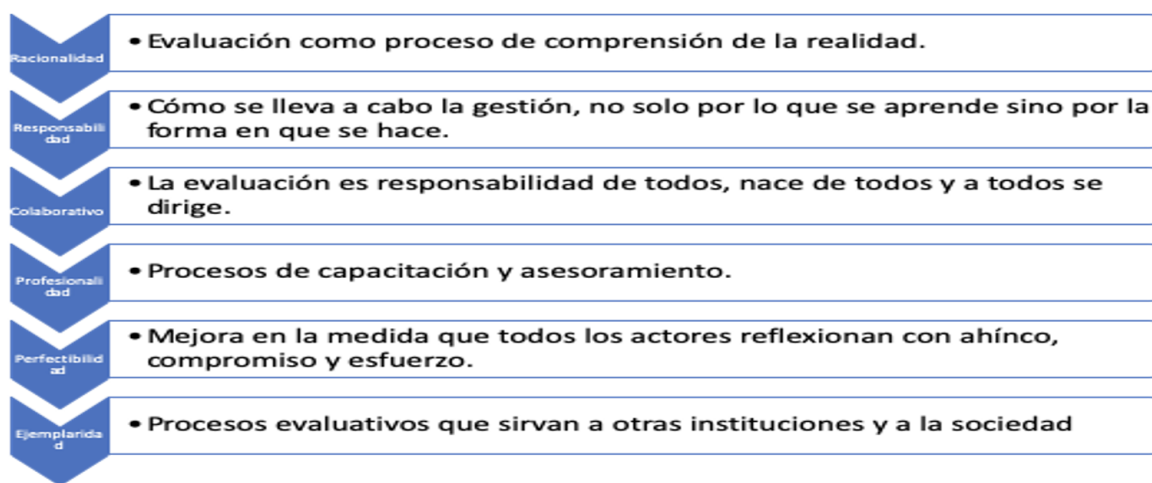 Racionalidad
• Evaluación como proceso de comprensión de la realidad.
Responsabili
dad
• Cómo se lleva a cabo la gestión, no solo por lo que se aprende sino por la
forma en que se hace.
Colaborativo
• La evaluación es responsabilidad de todos, nace de todos y a todos se
dirige.
Profesionali
dad
• Procesos de capacitación y asesoramiento.
Perfectibilid
ad
• Mejora en la medida que todos los actores reflexionan con ahínco,
compromiso y esfuerzo.
Ejemplarida
d
• Procesos evaluativos que sirvan a otras instituciones y a la sociedad